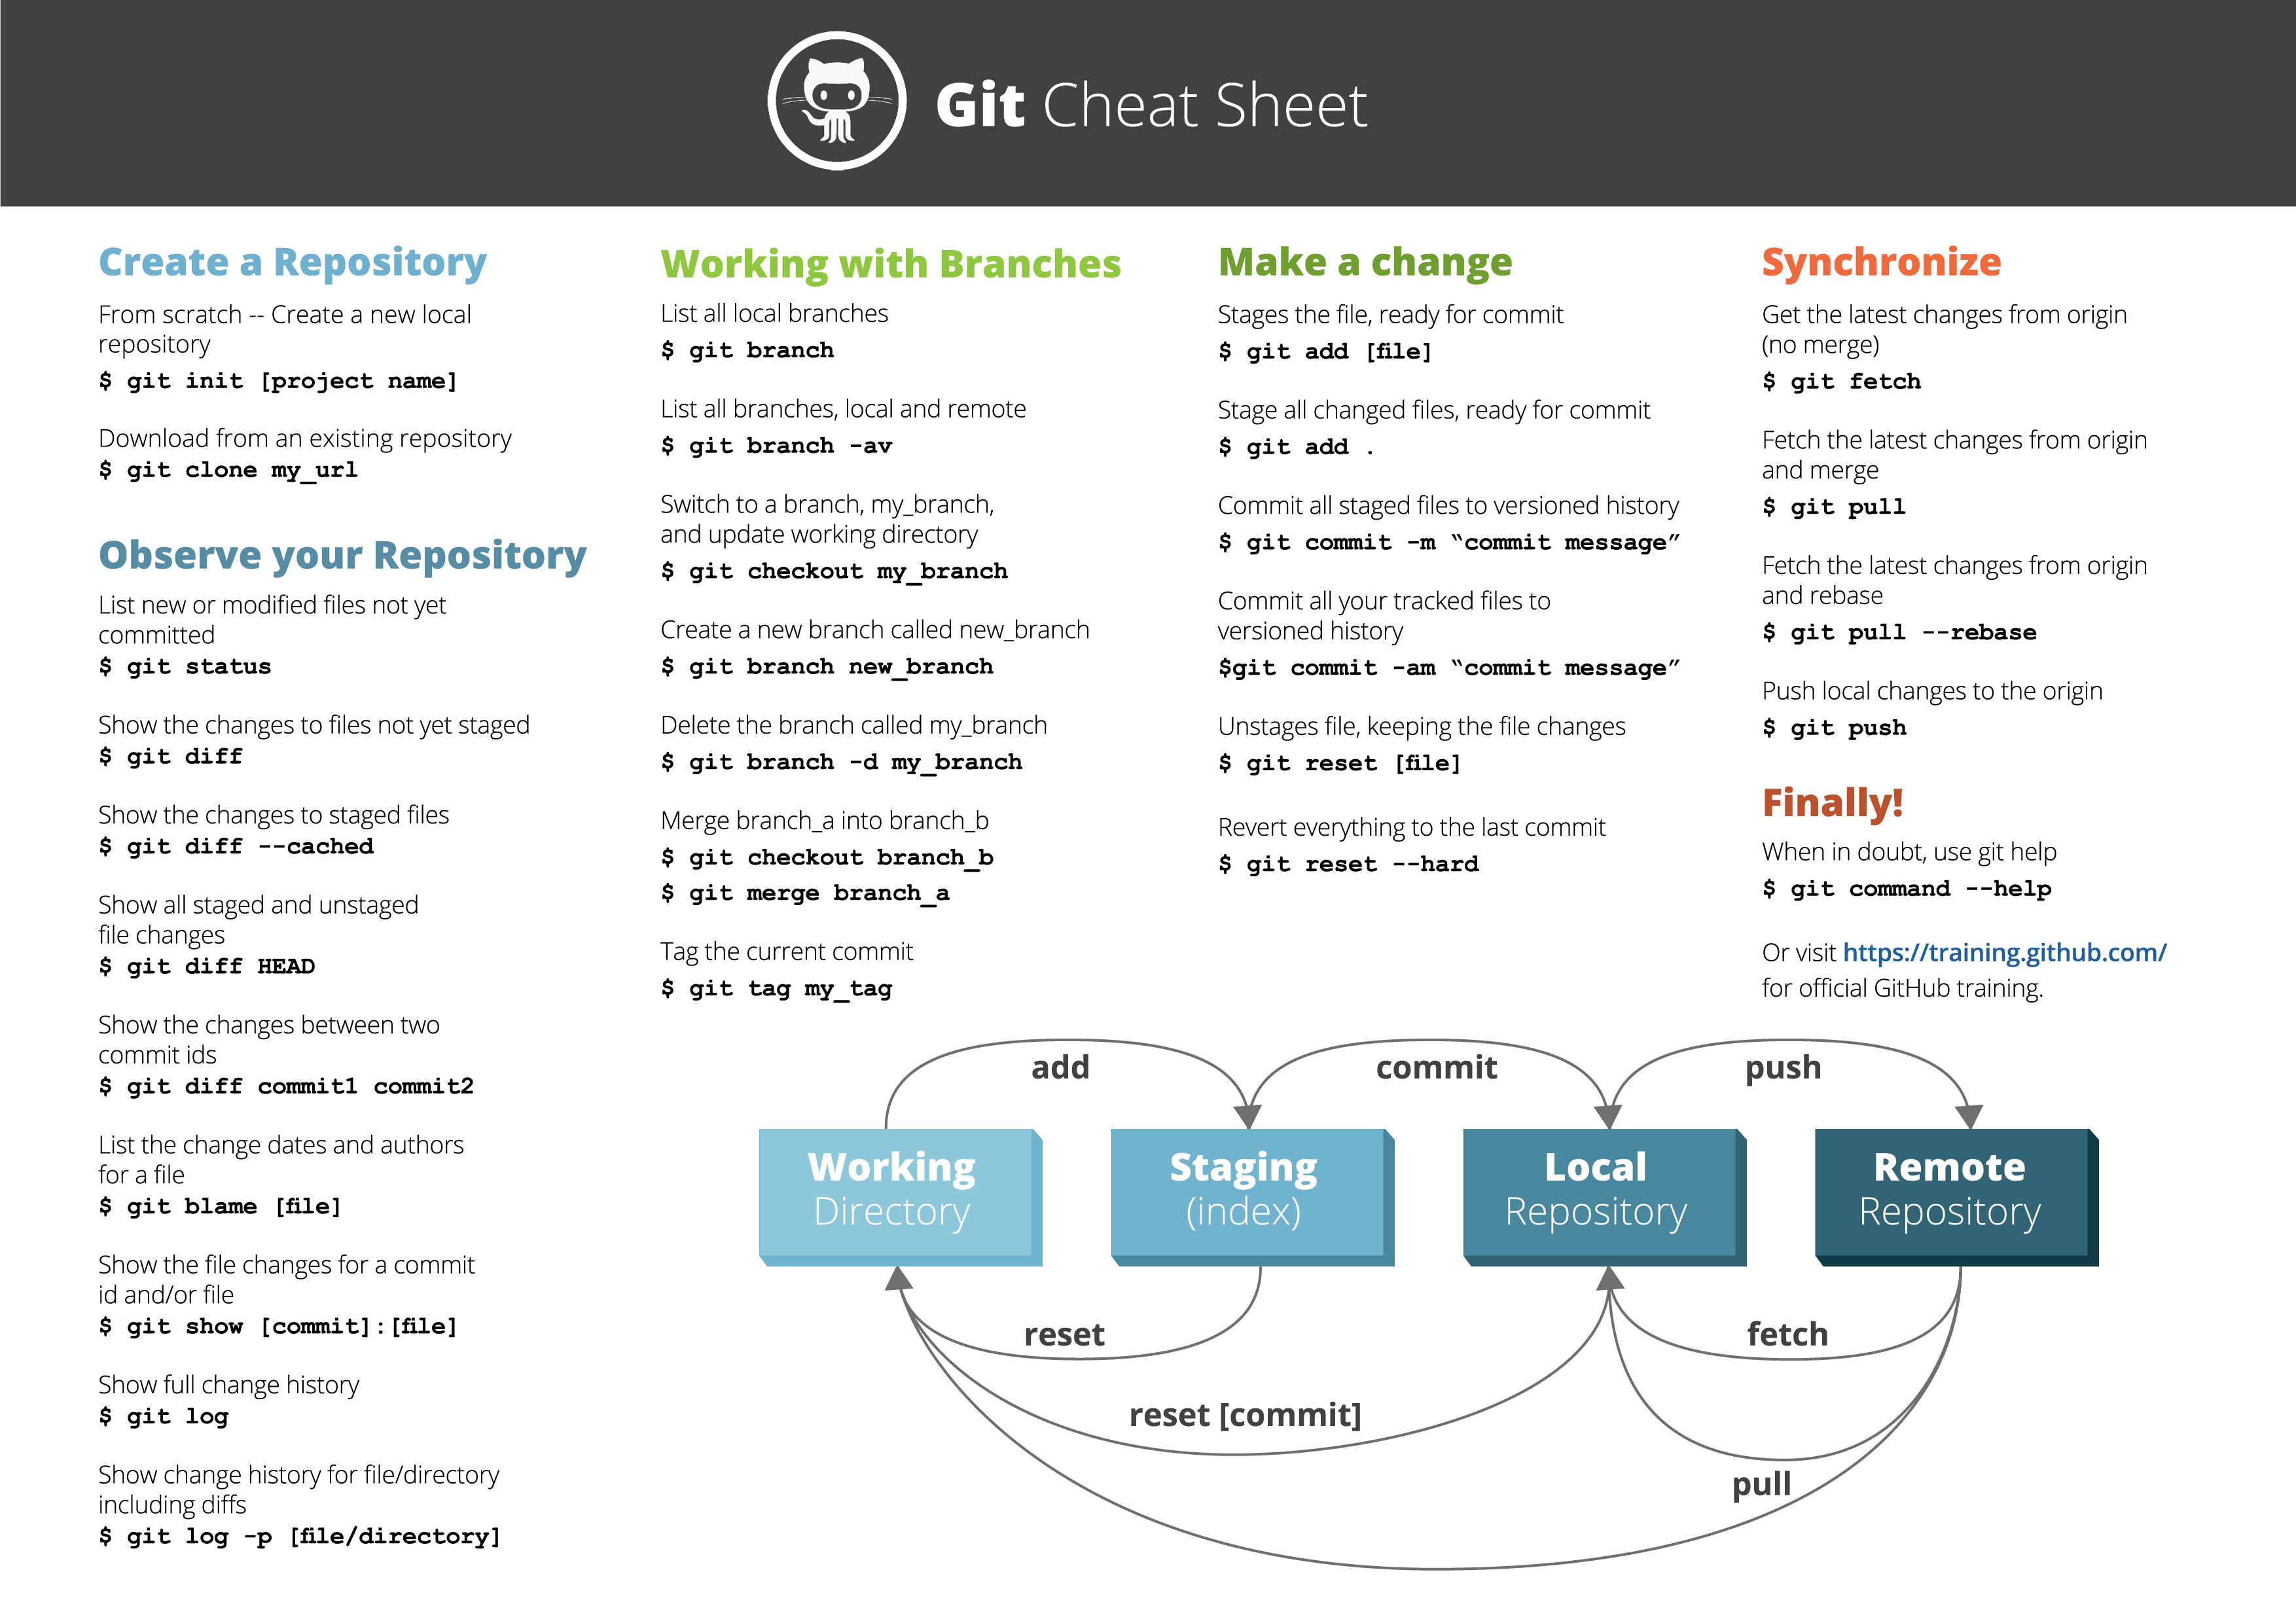 Git Cheat Sheet
Create a Repository
From scratch -- Create a new local
repository
$ git init [project name]
Download from an existing repository
$ git clone my_url
Observe your Repository
List new or modified files not yet
committed
$ git status
Show the changes to files not yet staged
$ git diff
Show the changes to staged files
$ git diff --cached
Show all staged and unstaged
file changes
$ git diff HEAD
Show the changes between two
commit ids
$ git diff commit1 commit2
List the change dates and authors
for a file
$ git blame [file]
Show the file changes for a commit
id and/or file
$ git show [commit]:[file]
Show full change history
$ git log
Show change history for file/directory
including diffs
$ git log -p [file/directory]
Working with Branches
List all local branches
$ git branch
List all branches, local and remote
$ git branch -av
Switch to a branch, my_branch,
and update working directory
$ git checkout my_branch
Create a new branch called new_branch
$ git branch new_branch
Delete the branch called my_branch
$ git branch -d my_branch
Merge branch_a into branch_b
$ git checkout branch_b
$ git merge branch_a
Tag the current commit
$ git tag my_tag
Make a change
Stages the file, ready for commit
$ git add [file]
Stage all changed files, ready for commit
$ git add .
Commit all staged files to versioned history
$ git commit -m “commit message”
Commit all your tracked files to
versioned history
$git commit -am “commit message”
Unstages file, keeping the file changes
$ git reset [file]
Revert everything to the last commit
$ git reset --hard
Synchronize
Get the latest changes from origin
(no merge)
$ git fetch
Fetch the latest changes from origin
and merge
$ git pull
Fetch the latest changes from origin
and rebase
$ git pull --rebase
Push local changes to the origin
$ git push
Finally!
When in doubt, use git help
$ git command --help
Or visit https://training.github.com/
for official GitHub training.
add
commit
push
Working
Directory
Staging
(index)
Local
Repository
Remote
Repository
reset
fetch
reset [commit]
pull